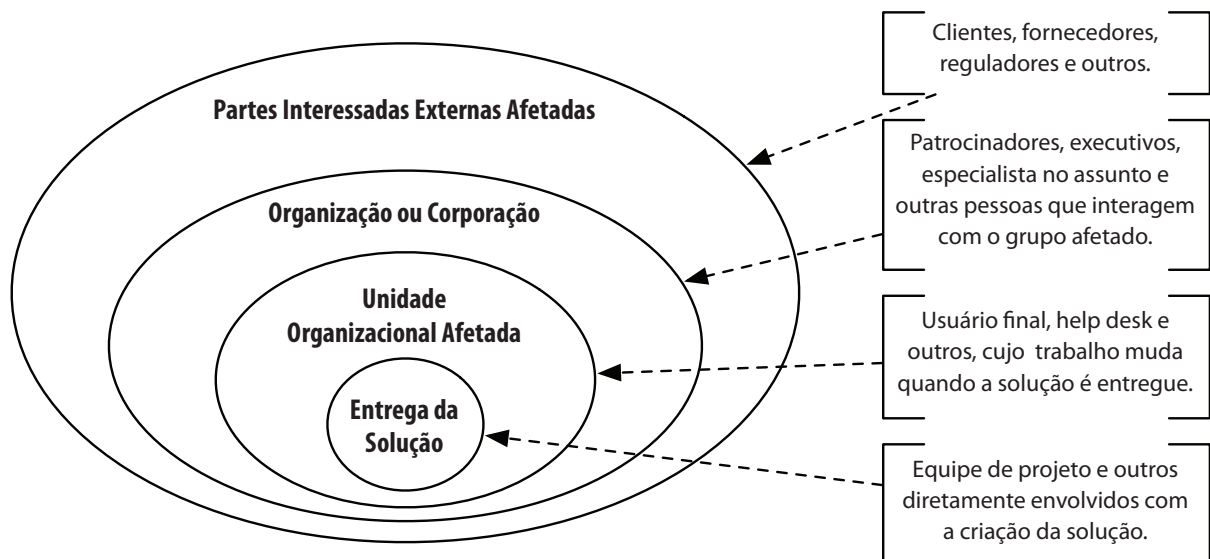 Partes Interessadas Externas Afetadas
Organização ou Corporação
Unidade
Organizacional Afetada
Entrega da
Solução
Clientes, fornecedores,
reguladores e outros.
Patrocinadores, executivos,
especialista no assunto e
outras pessoas que interagem
com o grupo afetado.
Usuário final, help desk e
outros, cujo trabalho muda
quando a solução é entregue.
Equipe de projeto e outros
diretamente envolvidos com
a criação da solução.